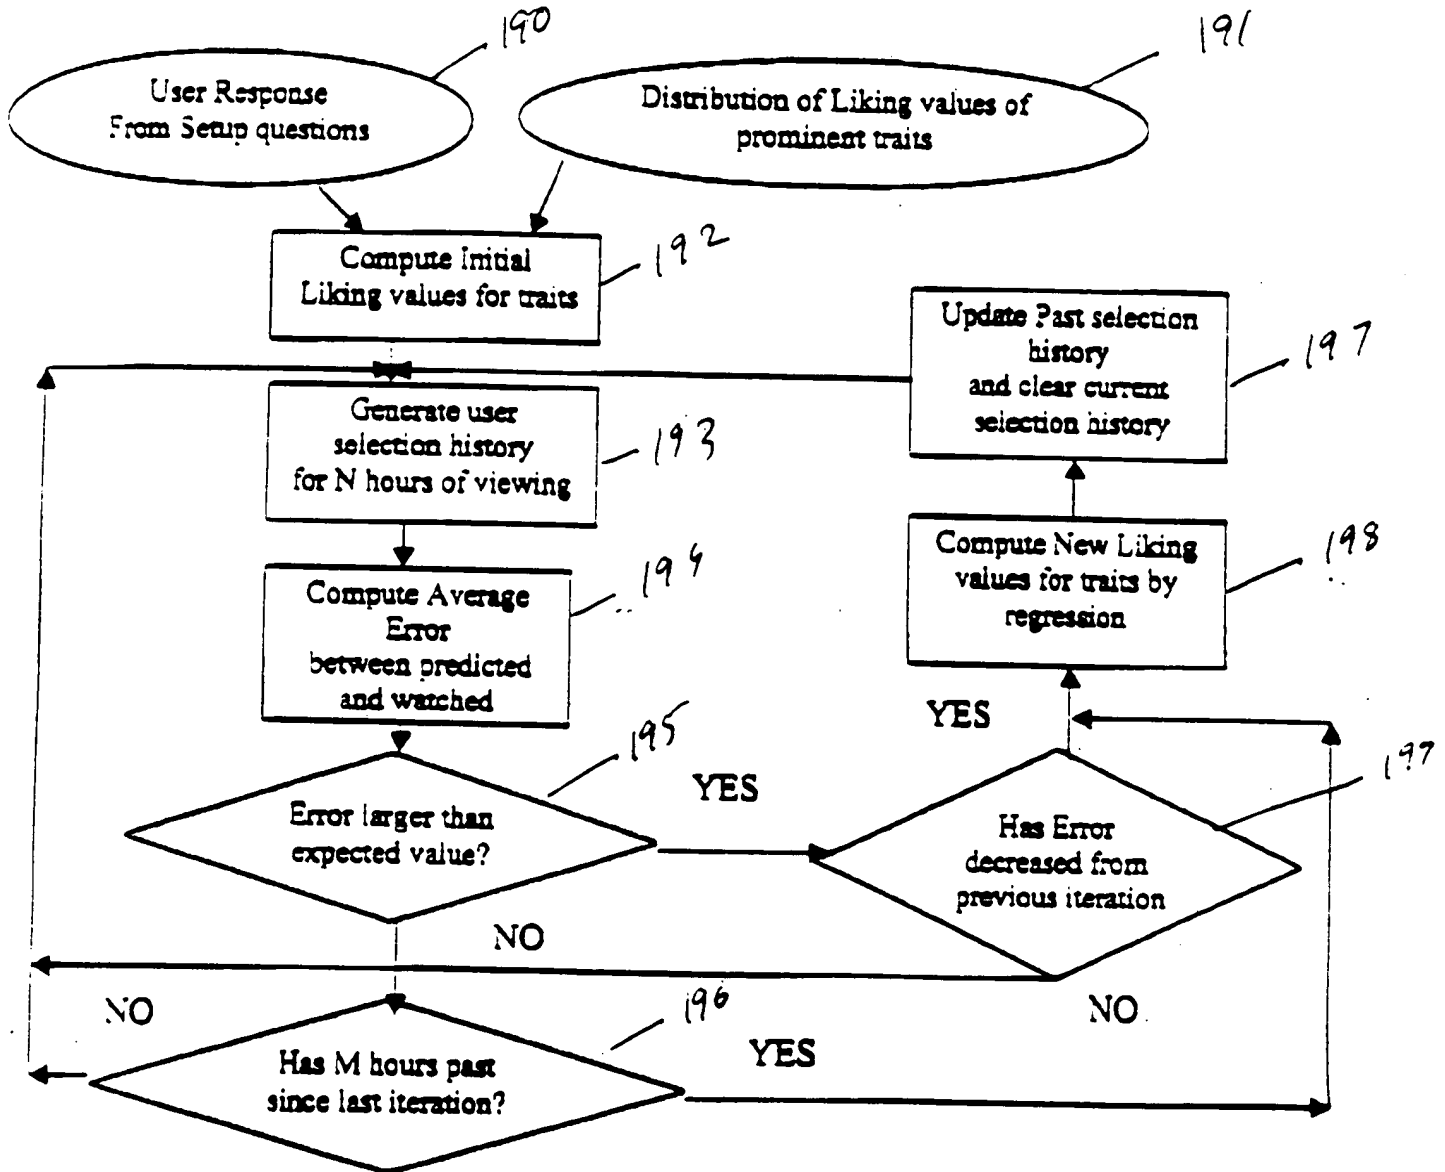 190
191
User Response
From Setup questions
Distribution of Liking values of
prominent traits
192
Compute Initial
Liking values for traits
Update Past selection
history
and clear current
selection history
197
Generate user
selection history
for N hours of viewing
193
Compute New Liking
values for traits by
regression
198
Compute Average
Error
between predicted
and watched
194
YES
195
YES
197
Error larger than
expected value?
Has Error
decreased from
previous iteration
NO
NO
NO
196
YES
Has M hours past
since last iteration?